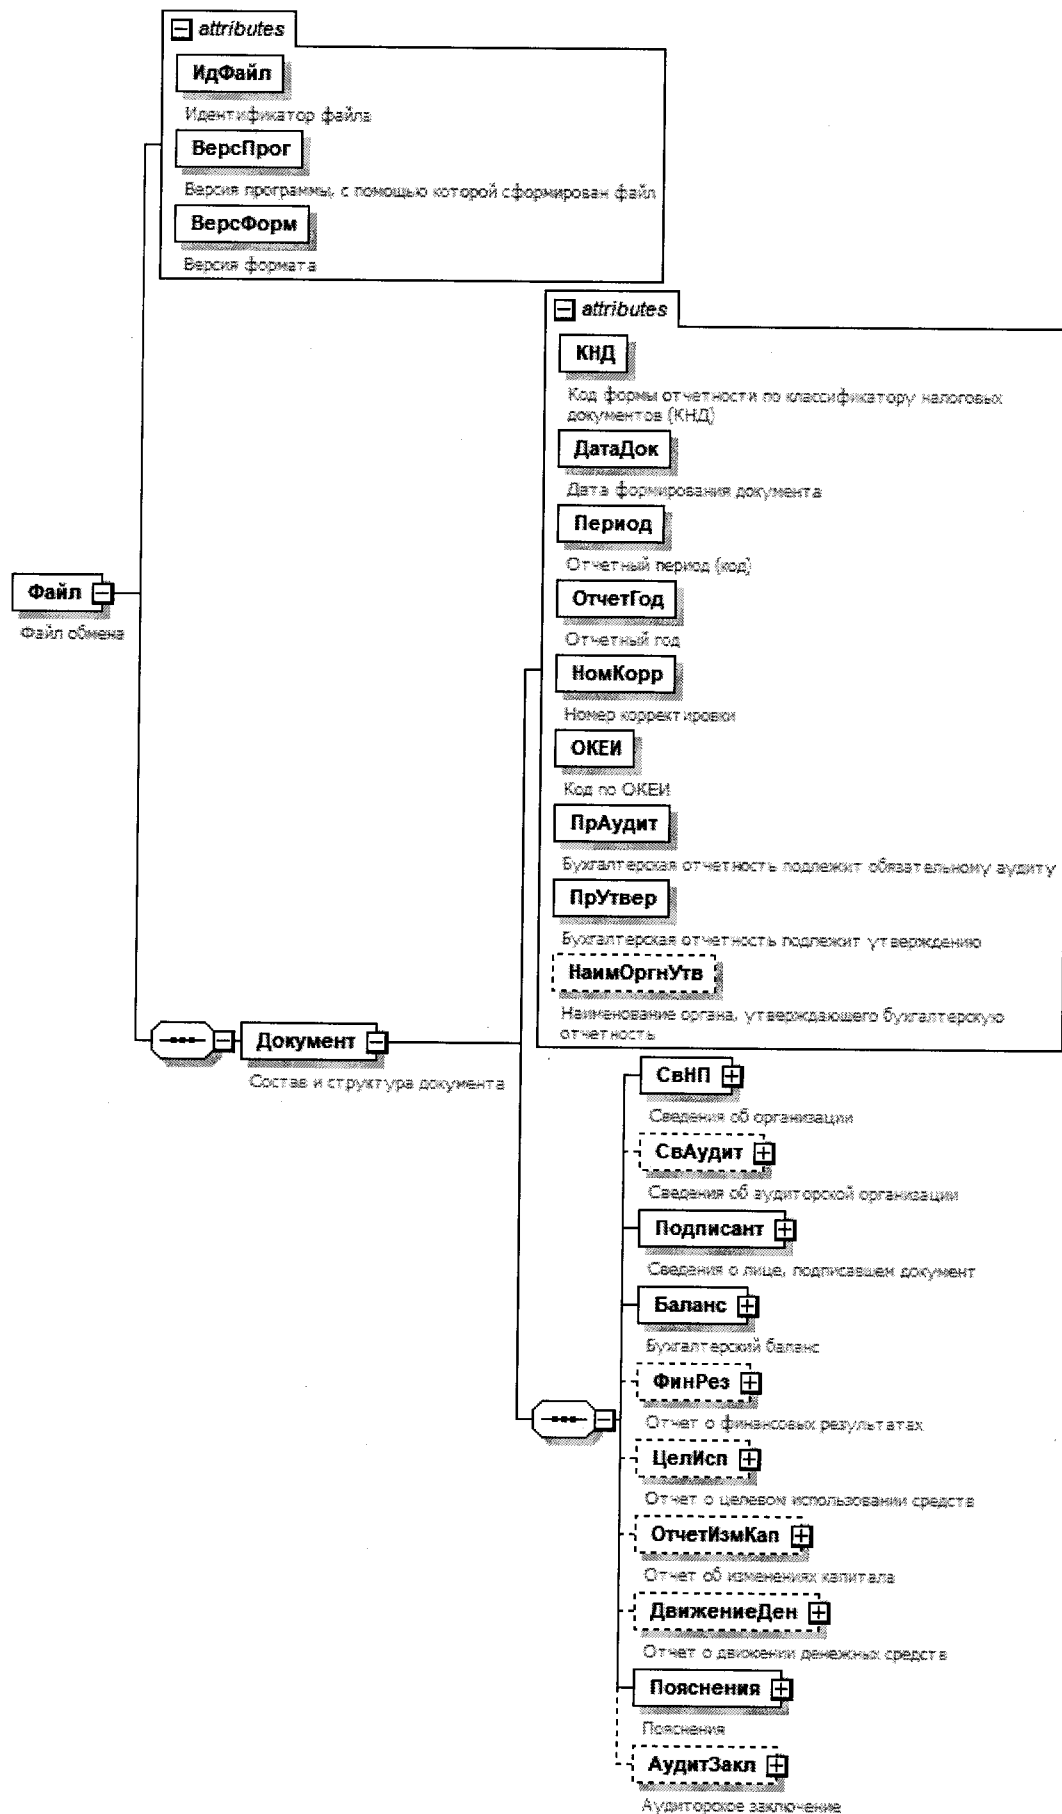 attributes
ИдФайл
Идентификатор файла
ВерсПрог
Версия программы, с помощью которой сформирован файл
ВерсФорм
Версия формата
attributes
КНД
Код формы отчетности по классификатору налоговых
документов (КНД)
ДатаДок
Дата формирования документа
Период
Отчетный период (код)
ОтчетГод
Отчетный год
НомКорр
Номер корректировки
ОКЕИ
Код по ОКЕИ
ПрАудит
Бухгалтерская отчетность подлежит обязательному аудиту
ПрУтвер
Бухгалтерская отчетность подлежит утверждению
НаимОргнУтв
Наименование органа, утверждающего бухгалтерскую
отчетность
Файл
Файл обмена
Документ
Состав и структура документа
СвНП
Сведения об организации
СвАудит
Сведения об аудиторской организации
Подписант
Сведения о лице, подписавшем документ
Баланс
Бухгалтерский баланс
ФинРез
Отчет о финансовых результатах
ЦелИсп
Отчет о целевом использовании средств
ОтчетИзмКап
Отчет об изменениях капитала
ДвижениеДен
Отчет о движении денежных средств
Пояснения
Пояснения
АудитЗакл
Аудиторское заключение